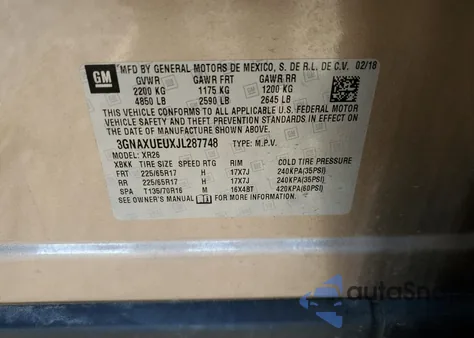 GM
MFD BY GENERAL MOTORS DE MEXICO, S. DE R.L. DE C.V. 02/18
GVWR GAWR FRT GAWR RR
2200 KG 1175 KG 1200 KG
4850 LB 2590 LB 2645 LB
THIS VEHICLE CONFORMS TO ALL APPLICABLE U.S. FEDERAL MOTOR
VEHICLE SAFETY, BUMPER, AND THEFT PREVENTION STANDARDS IN
EFFECT ON THE DATE OF MANUFACTURE SHOWN ABOVE.
3GNAXUEUXJL287748 TYPE: M.P.V.
MODEL: XR26
XBKK TIRE SIZE SPEED RTG RIM COLD TIRE PRESSURE
FRT 225/65R17 H 17X7J 240KPA(35PSI)
RR 225/65R17 H 17X7J 240KPA(35PSI)
SPA T135/70R16 M 16X4BT 420KPA(60PSI)
SEE OWNER'S MANUAL FOR MORE INFORMATION.